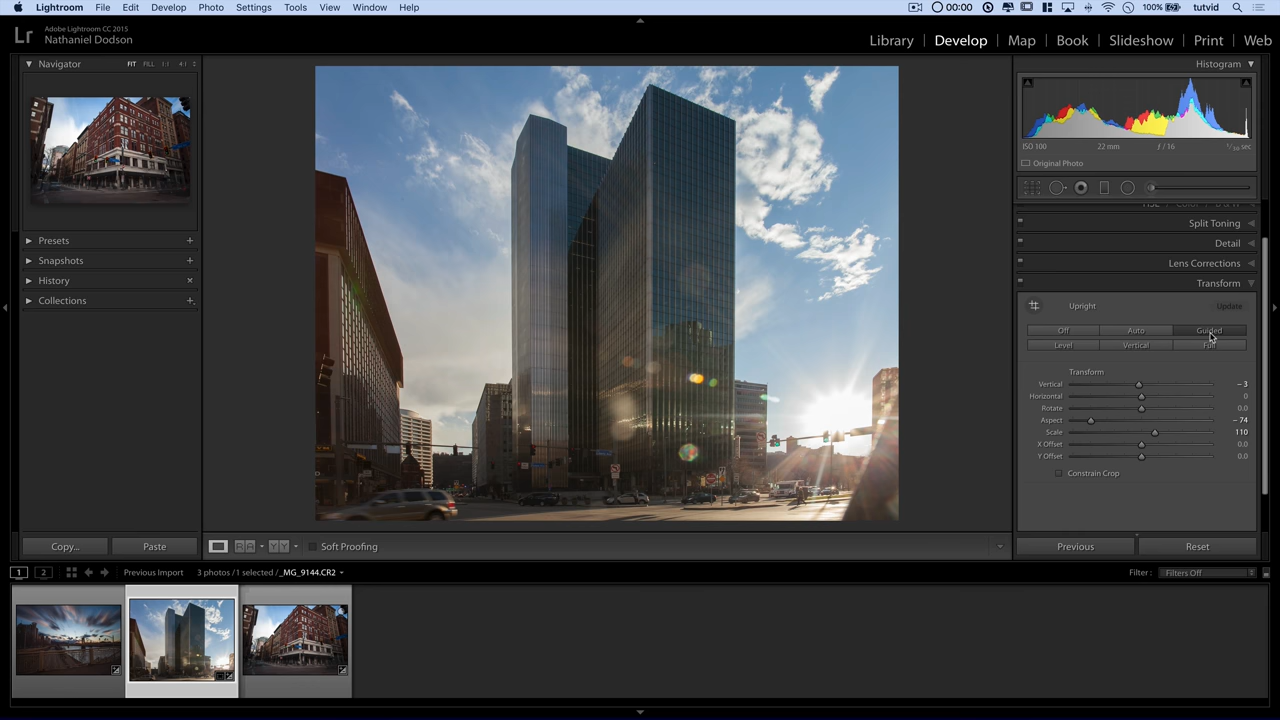 Lightroom File Edit Develop Photo Settings Tools View Window Help 00:00 100% tutvid
Lr Adobe Lightroom CC 2015
Nathaniel Dodson
Library | Develop | Map | Book | Slideshow | Print | Web
Navigator FIT FILL 1:1 4:1
Histogram
ISO 100 22 mm ƒ / 16
Original Photo
Presets
Snapshots
History
Collections
Split Toning
Detail
Lens Corrections
Transform
Upright Update
Off Auto Guided
Level Vertical Full
Transform
Vertical – 3
Horizontal 0
Rotate 0.0
Aspect – 74
Scale 110
X Offset 0.0
Y Offset 0.0
Constrain Crop
Copy... Paste
Soft Proofing
Previous Reset
1 2 Previous Import 3 photos / 1 selected / _MG_9144.CR2 Filter : Filters Off